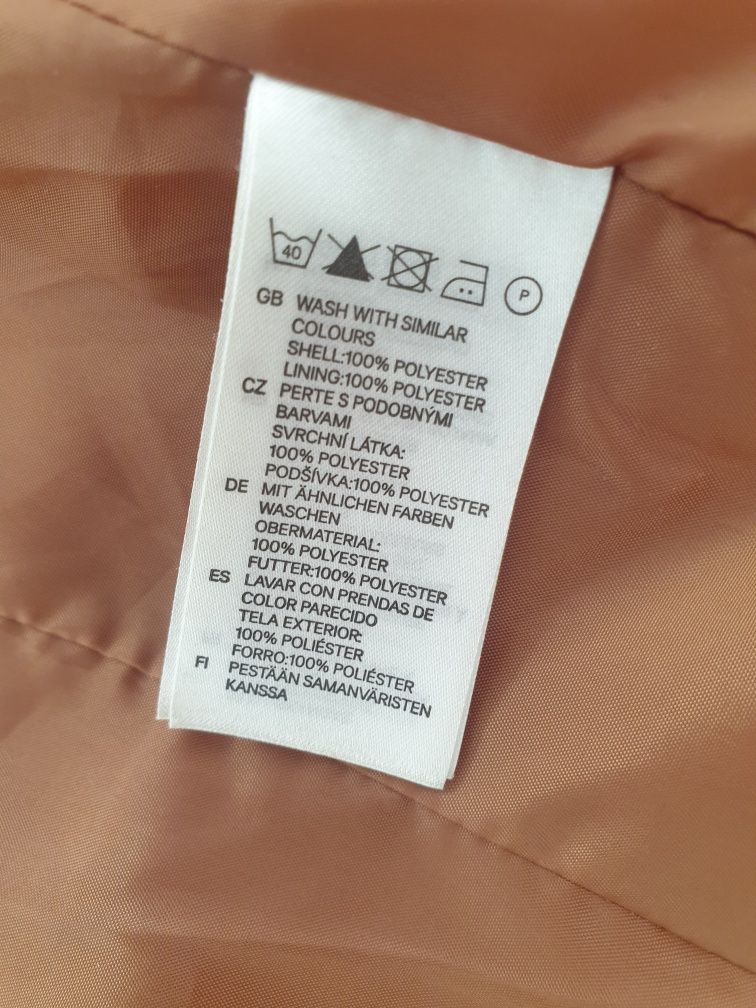 40
P
GB WASH WITH SIMILAR
COLOURS
SHELL:100% POLYESTER
LINING:100% POLYESTER
CZ PERTE S PODOBNÝMI
BARVAMI
SVRCHNÍ LÁTKA:
100% POLYESTER
PODŠÍVKA:100% POLYESTER
DE MIT ÄHNLICHEN FARBEN
WASCHEN
OBERMATERIAL:
100% POLYESTER
FUTTER:100% POLYESTER
ES LAVAR CON PRENDAS DE
COLOR PARECIDO
TELA EXTERIOR:
100% POLIÉSTER
FORRO:100% POLIÉSTER
FI PESTÄÄN SAMANVÄRISTEN
KANSSA